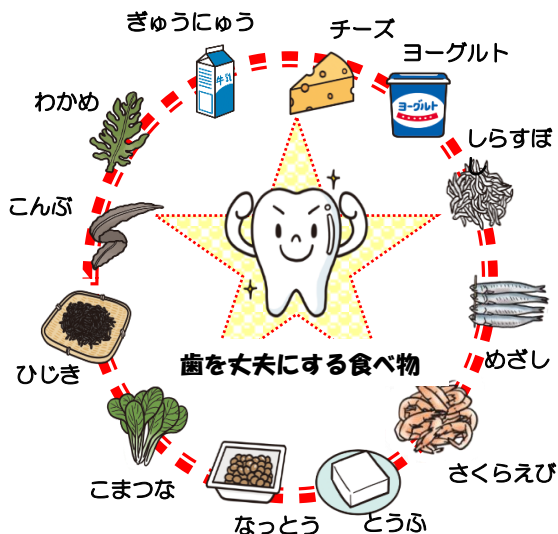 ぎゅうにゅう
チーズ
ヨーグルト
牛乳
ヨーグルト
わかめ
しらすぼ
こんぶ
めざし
歯を丈夫にする食べ物
ひじき
さくらえび
こまつな
なっとう
とうふ